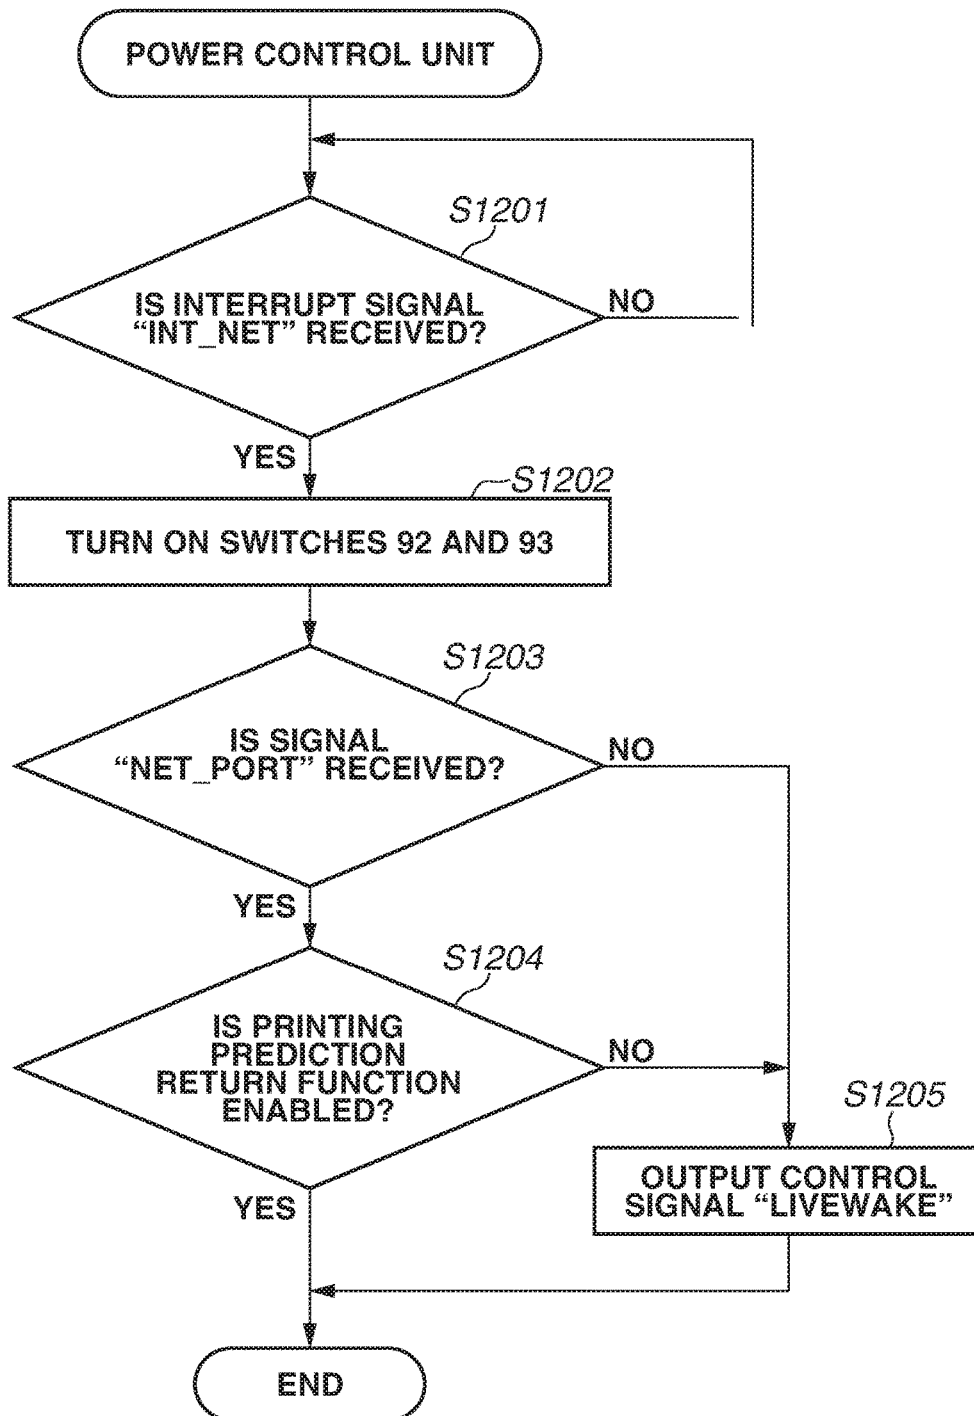 POWER CONTROL UNIT
S1201
IS INTERRUPT SIGNAL
“INT_NET” RECEIVED?
NO
YES
S1202
TURN ON SWITCHES 92 AND 93
S1203
IS SIGNAL
“NET_PORT” RECEIVED?
NO
YES
S1204
IS PRINTING
PREDICTION
RETURN FUNCTION
ENABLED?
NO
YES
S1205
OUTPUT CONTROL
SIGNAL “LIVEWAKE”
END